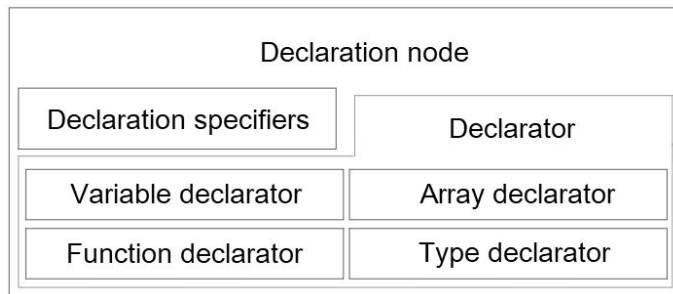 Declaration node
Declaration specifiers
Declarator
Variable declarator
Array declarator
Function declarator
Type declarator